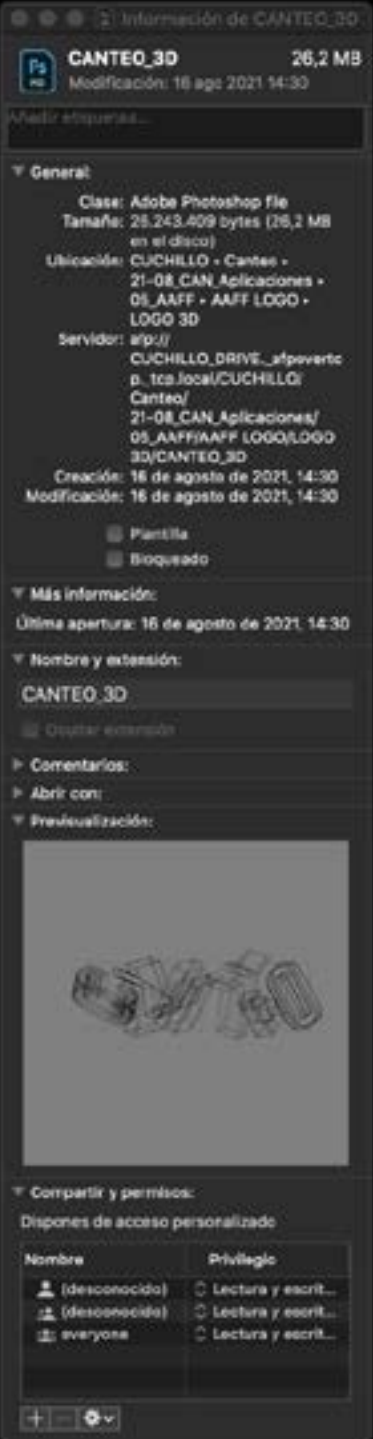 Información de CANTEO_3D
CANTEO_3D 26,2 MB
Modificación: 16 ago 2021 14:30
Añadir etiquetas...
General:
Clase: Adobe Photoshop file
Tamaño: 26.243.409 bytes (26,2 MB
en el disco)
Ubicación: CUCHILLO • Canteo •
21-08_CAN_Aplicaciones •
05_AAFF • AAFF LOGO •
LOGO 3D
Servidor: afp://
CUCHILLO_DRIVE._afpovertc
p._tcp.local/CUCHILLO/
Canteo/
21-08_CAN_Aplicaciones/
05_AAFF/AAFF LOGO/LOGO
3D/CANTEO_3D
Creación: 16 de agosto de 2021, 14:30
Modificación: 16 de agosto de 2021, 14:30
Plantilla
Bloqueado
Más información:
Última apertura: 16 de agosto de 2021, 14:30
Nombre y extensión:
CANTEO_3D
Ocultar extensión
Comentarios:
Abrir con:
Previsualización:
Compartir y permisos:
Dispones de acceso personalizado
Nombre Privilegio
(desconocido) Lectura y escrit...
(desconocido) Lectura y escrit...
everyone Lectura y escrit...